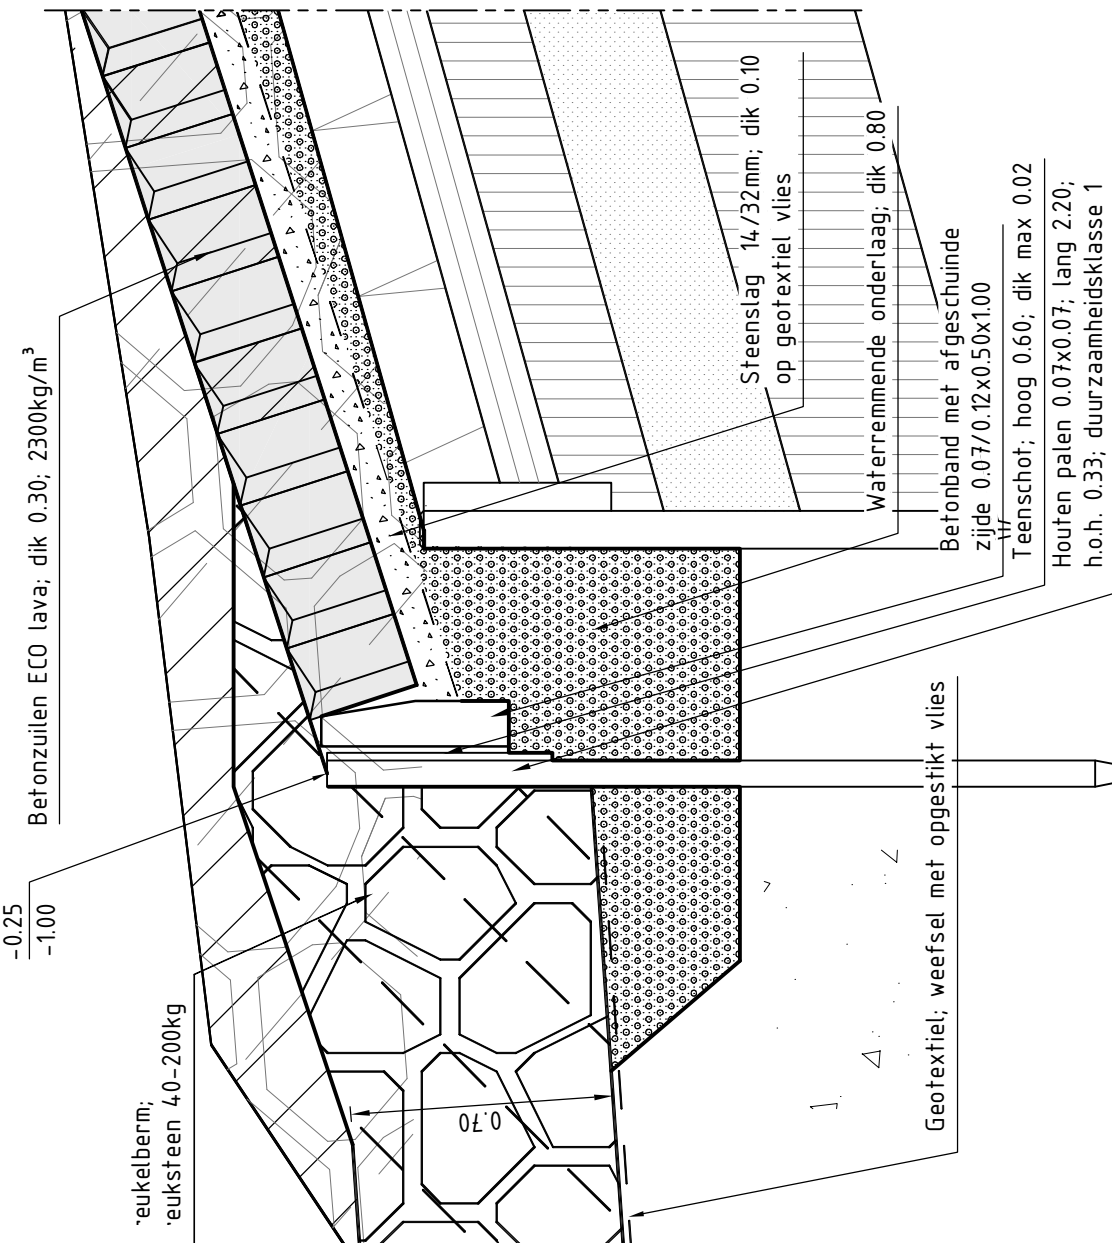 -0.25
-1.00
Betonzuilen ECO lava; dik 0.30; 2300kg/m³
eukelberm;
euksteen 40-200kg
0.70
Steenslag 14/32mm; dik 0.10
op geotextiel vlies
Waterremmende onderlaag; dik 0.80
Betonband met afgeschuinde
zijde 0.07/0.12x0.50x1.00
Teenschot; hoog 0.60; dik max 0.02
Houten palen 0.07x0.07; lang 2.20;
h.o.h. 0.33; duurzaamheidsklasse 1
Geotextiel; weefsel met opgestikt vlies